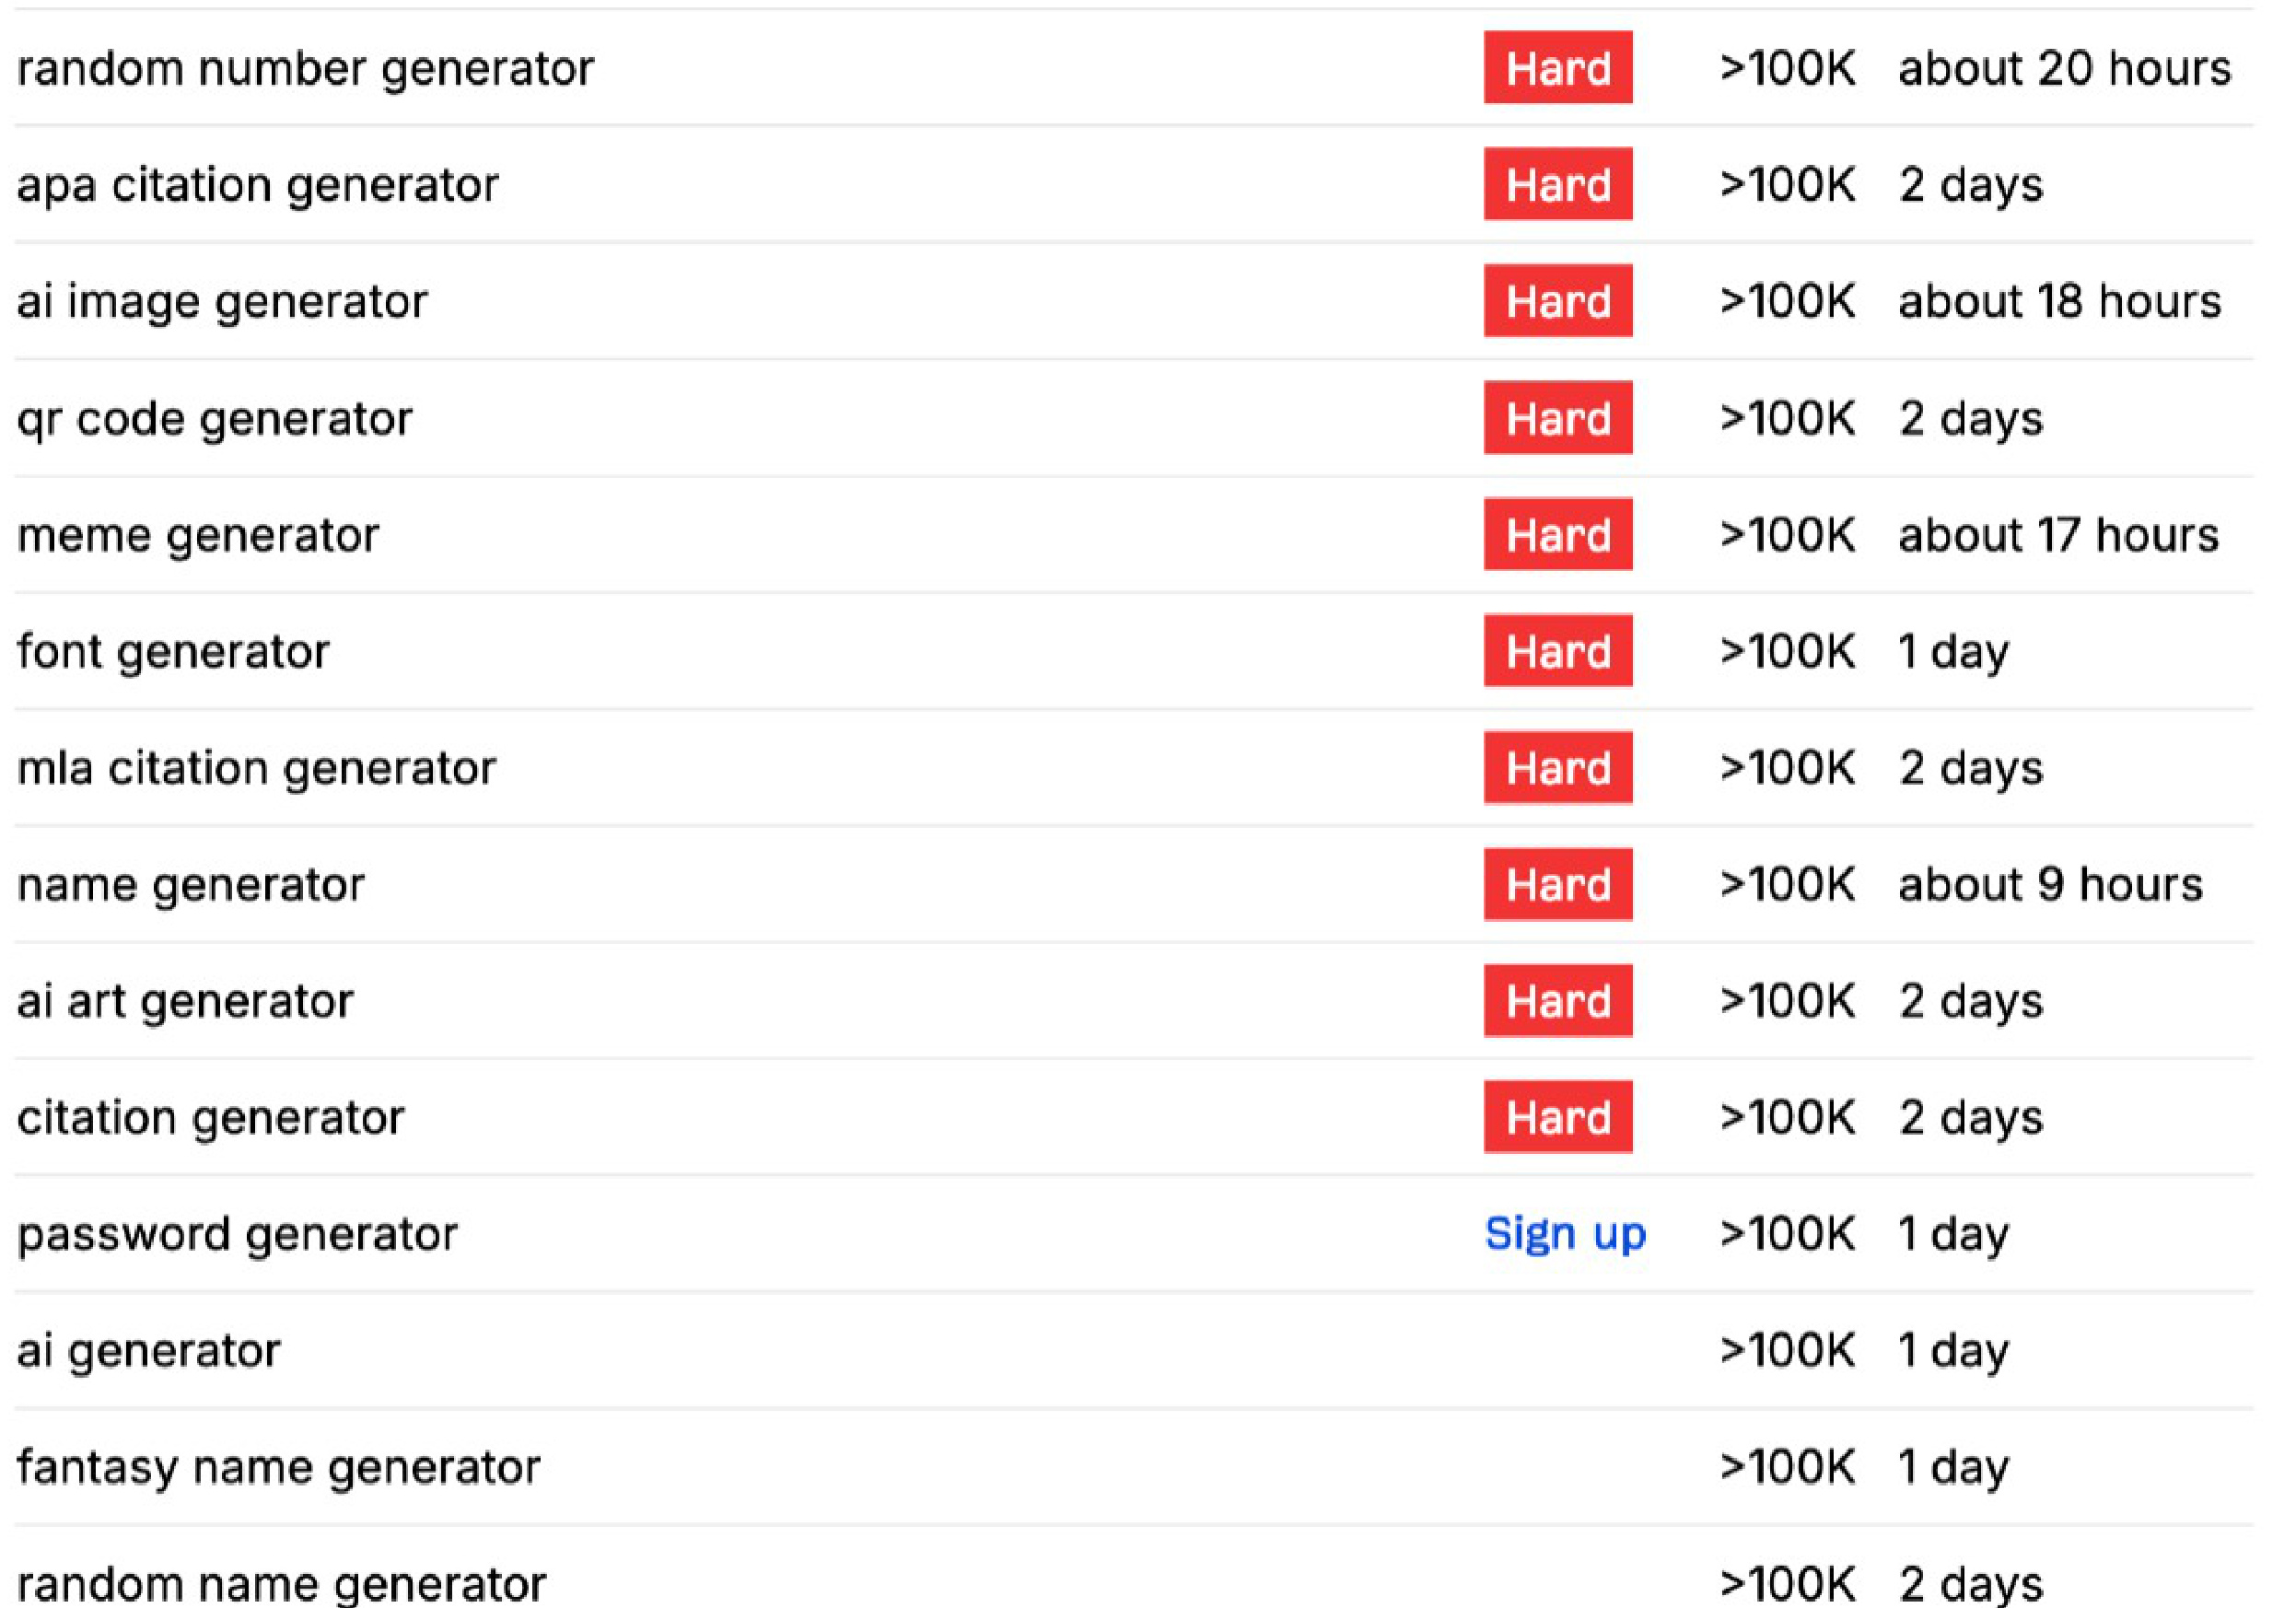 random number generator Hard >100K about 20 hours
apa citation generator Hard >100K 2 days
ai image generator Hard >100K about 18 hours
qr code generator Hard >100K 2 days
meme generator Hard >100K about 17 hours
font generator Hard >100K 1 day
mla citation generator Hard >100K 2 days
name generator Hard >100K about 9 hours
ai art generator Hard >100K 2 days
citation generator Hard >100K 2 days
password generator Sign up >100K 1 day
ai generator >100K 1 day
fantasy name generator >100K 1 day
random name generator >100K 2 days